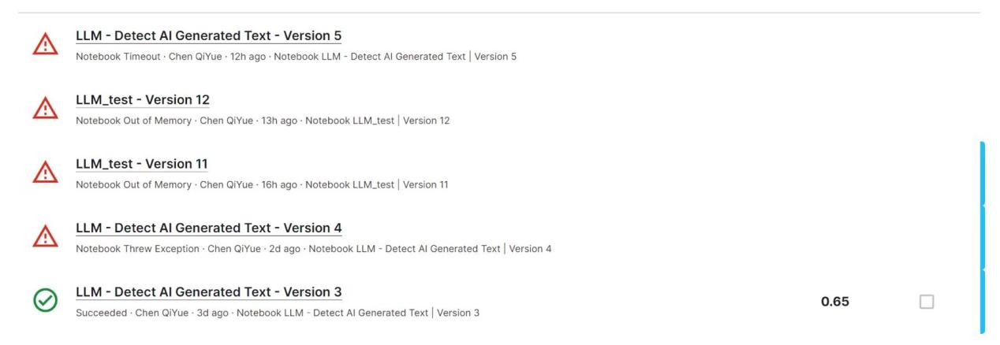 LLM - Detect AI Generated Text - Version 5
Notebook Timeout · Chen QiYue · 12h ago · Notebook LLM - Detect AI Generated Text | Version 5
LLM_test - Version 12
Notebook Out of Memory · Chen QiYue · 13h ago · Notebook LLM_test | Version 12
LLM_test - Version 11
Notebook Out of Memory · Chen QiYue · 16h ago · Notebook LLM_test | Version 11
LLM - Detect AI Generated Text - Version 4
Notebook Threw Exception · Chen QiYue · 2d ago · Notebook LLM - Detect AI Generated Text | Version 4
LLM - Detect AI Generated Text - Version 3
0.65
Succeeded · Chen QiYue · 3d ago · Notebook LLM - Detect AI Generated Text | Version 3